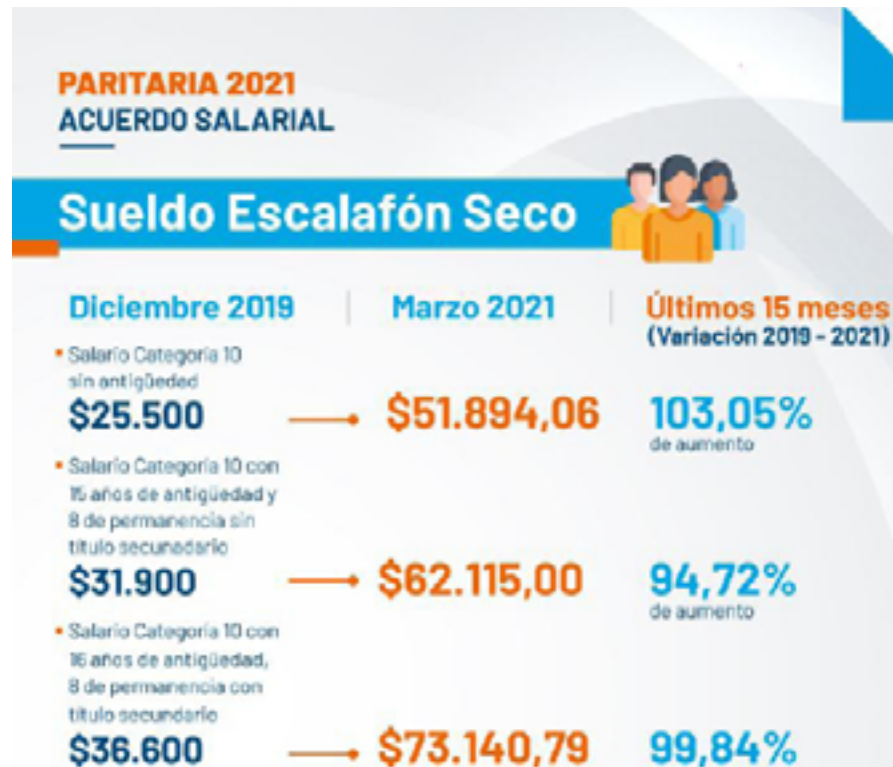 PARITARIA 2021
ACUERDO SALARIAL
Sueldo Escalafón Seco
Diciembre 2019
Marzo 2021
Últimos 15 meses
(Variación 2019 - 2021)
Salario Categoría 10
sin antigüedad
$25.500
$51.894,06
103,05%
de aumento
Salario Categoría 10 con
15 años de antigüedad y
8 de permanencia sin
título secunadario
$31.900
$62.115,00
94,72%
de aumento
Salario Categoría 10 con
16 años de antigüedad,
8 de permanencia con
título secundario
$36.600
$73.140,79
99,84%